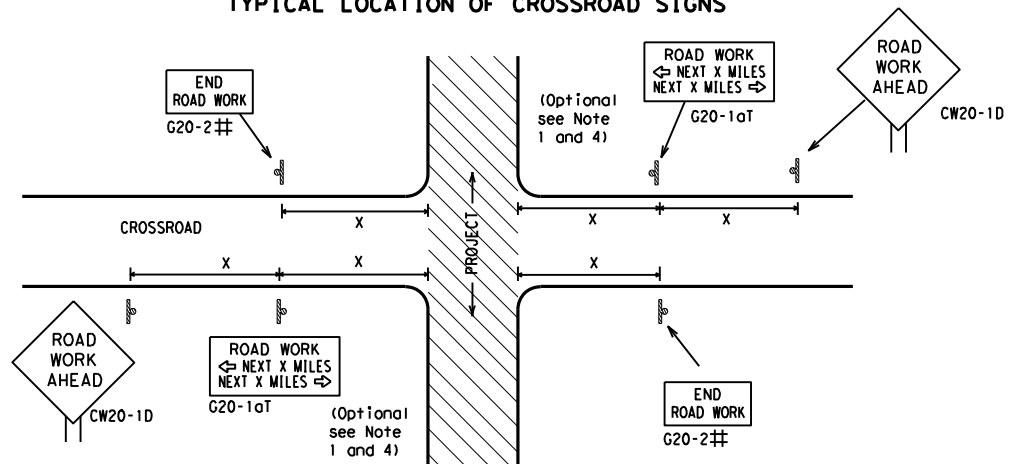 TYPICAL LOCATION OF CROSSROAD SIGNS
END
ROAD WORK
G20-2#
ROAD WORK
⇦ NEXT X MILES
NEXT X MILES ⇨
G20-1aT
(Optional
see Note
1 and 4)
ROAD
WORK
AHEAD
CW20-1D
X
X
X
CROSSROAD
PROJECT
X
X
X
ROAD
WORK
AHEAD
CW20-1D
ROAD WORK
⇦ NEXT X MILES
NEXT X MILES ⇨
G20-1aT
(Optional
see Note
1 and 4)
END
ROAD WORK
G20-2#